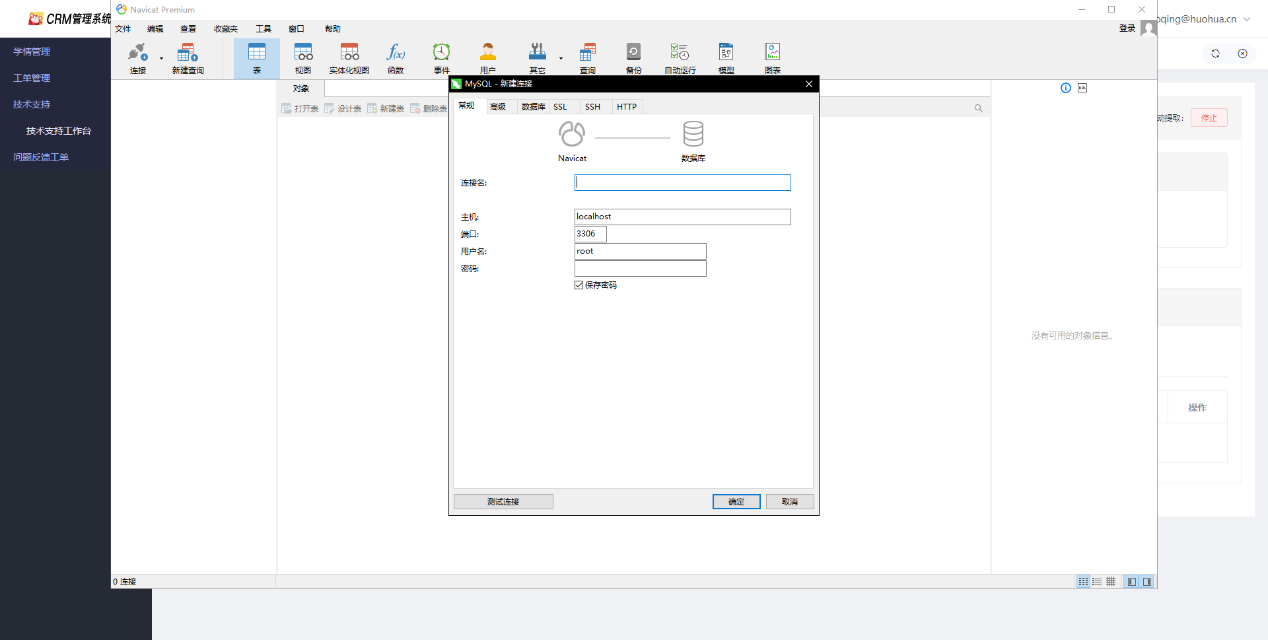 Navicat Premium
CRM管理系统
文件 编辑 查看 收藏夹 工具 窗口 帮助
登录
qing@huohua.cn
连接 新建查询 表 视图 实体化视图 函数 事件 用户 其它 查询 备份 自动运行 模型 图表
学情管理
工单管理
技术支持
技术支持工作台
问题反馈工单
对象
打开表 设计表 新建表 删除表
MySQL - 新建连接
常规 高级 数据库 SSL SSH HTTP
Navicat 数据库
连接名:
主机: localhost
端口: 3306
用户名: root
密码:
保存密码
测试连接 确定 取消
没有可用的对象信息。
动提取: 停止
操作
0 连接